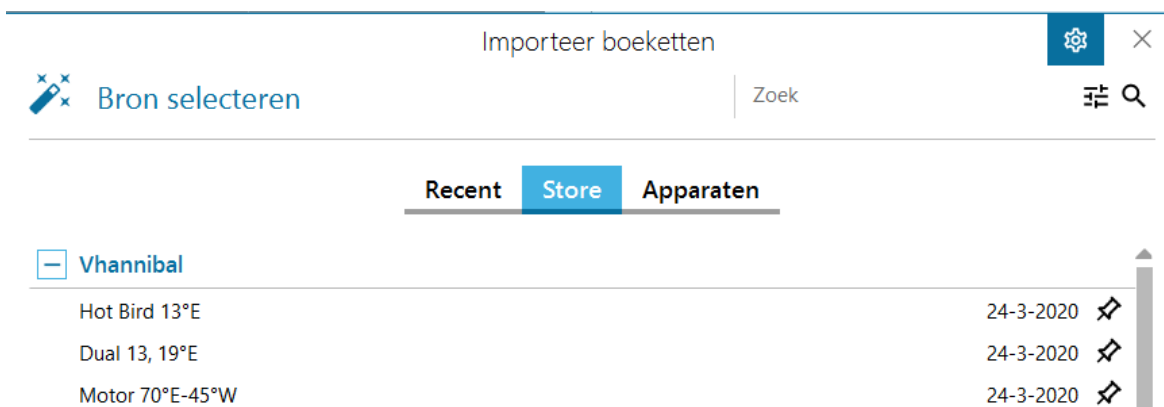 Importeer boeketten
Bron selecteren
Zoek
Recent Store Apparaten
Vhannibal
Hot Bird 13°E 24-3-2020
Dual 13, 19°E 24-3-2020
Motor 70°E-45°W 24-3-2020